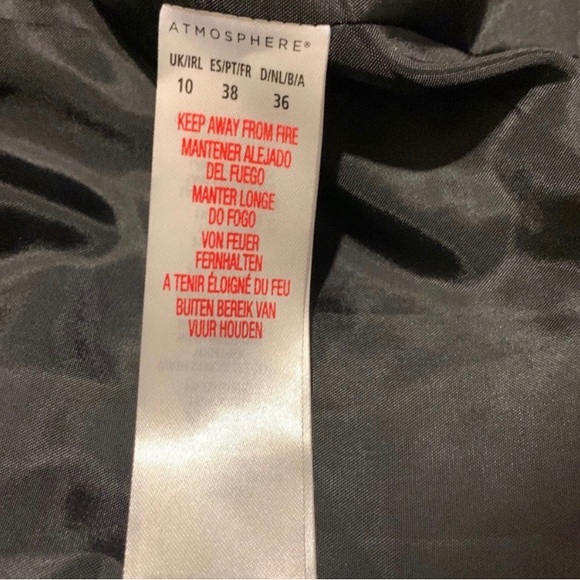 ATMOSPHERE®
UK/IRL ES/PT/FR D/NL/B/A
10 38 36
KEEP AWAY FROM FIRE
MANTENER ALEJADO
DEL FUEGO
MANTER LONGE
DO FOGO
VON FEUER
FERNHALTEN
A TENIR ÉLOIGNÉ DU FEU
BUITEN BEREIK VAN
VUUR HOUDEN